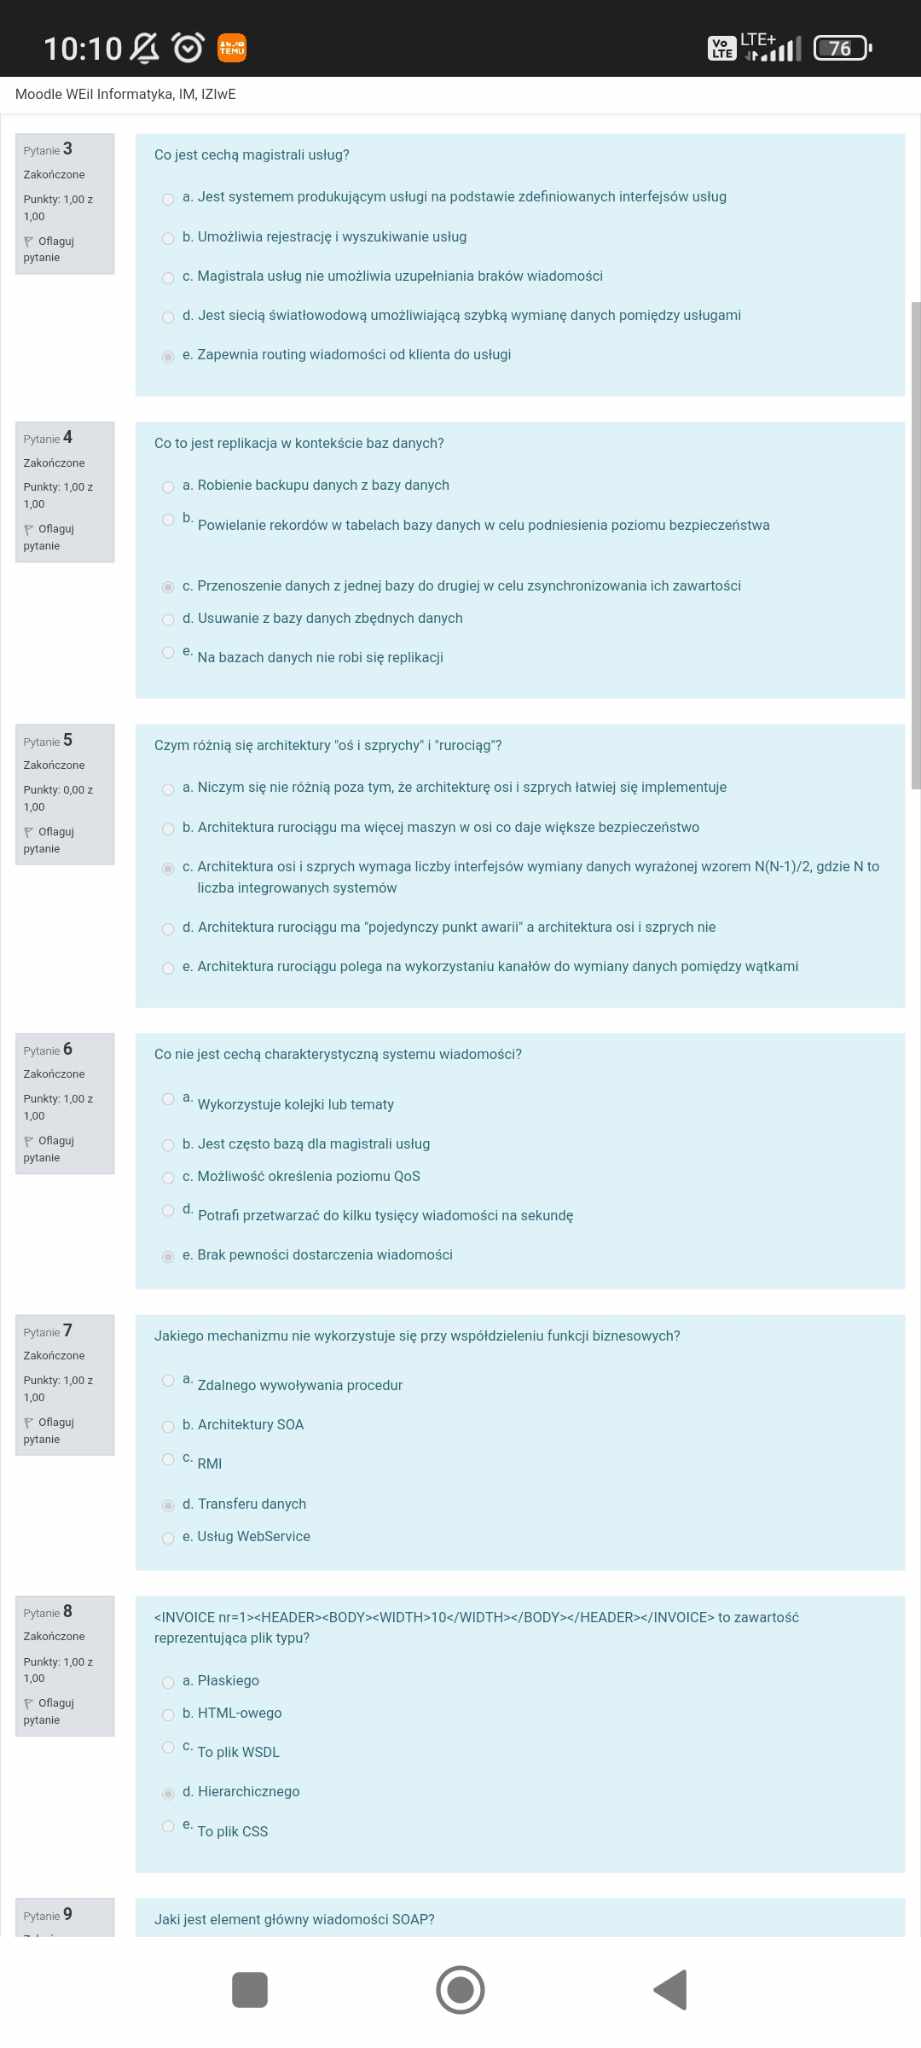 10:10
TEMU
Vo
LTE
LTE+
76
Moodle WEiI Informatyka, IM, IZIwE
Pytanie 3
Zakończone
Punkty: 1,00 z
1,00
Oflaguj
pytanie
Co jest cechą magistrali usług?
a. Jest systemem produkującym usługi na podstawie zdefiniowanych interfejsów usług
b. Umożliwia rejestrację i wyszukiwanie usług
c. Magistrala usług nie umożliwia uzupełniania braków wiadomości
d. Jest siecią światłowodową umożliwiającą szybką wymianę danych pomiędzy usługami
e. Zapewnia routing wiadomości od klienta do usługi
Pytanie 4
Zakończone
Punkty: 1,00 z
1,00
Oflaguj
pytanie
Co to jest replikacja w kontekście baz danych?
a. Robienie backupu danych z bazy danych
b. Powielanie rekordów w tabelach bazy danych w celu podniesienia poziomu bezpieczeństwa
c. Przenoszenie danych z jednej bazy do drugiej w celu zsynchronizowania ich zawartości
d. Usuwanie z bazy danych zbędnych danych
e. Na bazach danych nie robi się replikacji
Pytanie 5
Zakończone
Punkty: 0,00 z
1,00
Oflaguj
pytanie
Czym różnią się architektury "oś i szprychy" i "rurociąg"?
a. Niczym się nie różnią poza tym, że architekturę osi i szprych łatwiej się implementuje
b. Architektura rurociągu ma więcej maszyn w osi co daje większe bezpieczeństwo
c. Architektura osi i szprych wymaga liczby interfejsów wymiany danych wyrażonej wzorem N(N-1)/2, gdzie N to
liczba integrowanych systemów
d. Architektura rurociągu ma "pojedynczy punkt awarii" a architektura osi i szprych nie
e. Architektura rurociągu polega na wykorzystaniu kanałów do wymiany danych pomiędzy wątkami
Pytanie 6
Zakończone
Punkty: 1,00 z
1,00
Oflaguj
pytanie
Co nie jest cechą charakterystyczną systemu wiadomości?
a. Wykorzystuje kolejki lub tematy
b. Jest często bazą dla magistrali usług
c. Możliwość określenia poziomu QoS
d. Potrafi przetwarzać do kilku tysięcy wiadomości na sekundę
e. Brak pewności dostarczenia wiadomości
Pytanie 7
Zakończone
Punkty: 1,00 z
1,00
Oflaguj
pytanie
Jakiego mechanizmu nie wykorzystuje się przy współdzieleniu funkcji biznesowych?
a. Zdalnego wywoływania procedur
b. Architektury SOA
c. RMI
d. Transferu danych
e. Usług WebService
Pytanie 8
Zakończone
Punkty: 1,00 z
1,00
Oflaguj
pytanie
<INVOICE nr=1><HEADER><BODY><WIDTH>10</WIDTH></BODY></HEADER></INVOICE> to zawartość
reprezentująca plik typu?
a. Płaskiego
b. HTML-owego
c. To plik WSDL
d. Hierarchicznego
e. To plik CSS
Pytanie 9
Jaki jest element główny wiadomości SOAP?